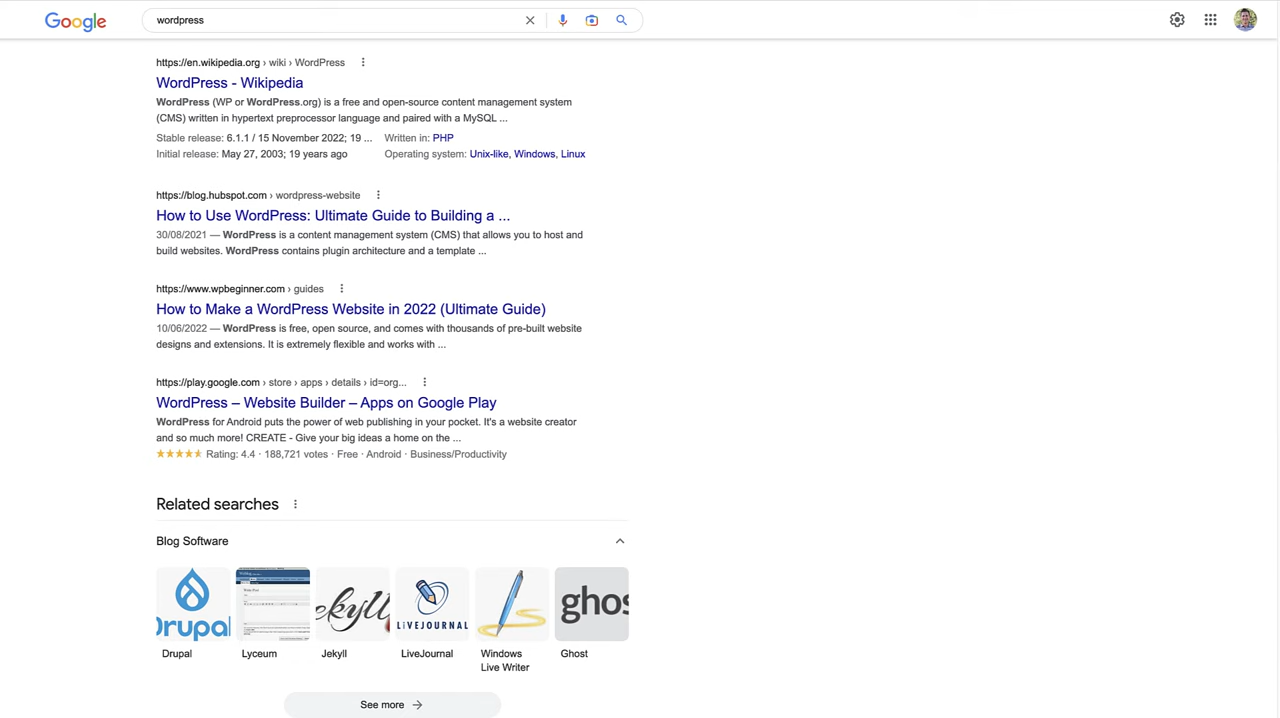 Google
wordpress
https://en.wikipedia.org › wiki › WordPress
WordPress - Wikipedia
WordPress (WP or WordPress.org) is a free and open-source content management system
(CMS) written in hypertext preprocessor language and paired with a MySQL ...
Stable release: 6.1.1 / 15 November 2022; 19 ... Written in: PHP
Initial release: May 27, 2003; 19 years ago Operating system: Unix-like, Windows, Linux
https://blog.hubspot.com › wordpress-website
How to Use WordPress: Ultimate Guide to Building a ...
30/08/2021 — WordPress is a content management system (CMS) that allows you to host and
build websites. WordPress contains plugin architecture and a template ...
https://www.wpbeginner.com › guides
How to Make a WordPress Website in 2022 (Ultimate Guide)
10/06/2022 — WordPress is free, open source, and comes with thousands of pre-built website
designs and extensions. It is extremely flexible and works with ...
https://play.google.com › store › apps › details › id=org...
WordPress – Website Builder – Apps on Google Play
WordPress for Android puts the power of web publishing in your pocket. It's a website creator
and so much more! CREATE - Give your big ideas a home on the ...
Rating: 4.4 · 188,721 votes · Free · Android · Business/Productivity
Related searches
Blog Software
Drupal
LIVEJOURNAL
ghos
Drupal
Lyceum
Jekyll
LiveJournal
Windows
Live Writer
Ghost
See more